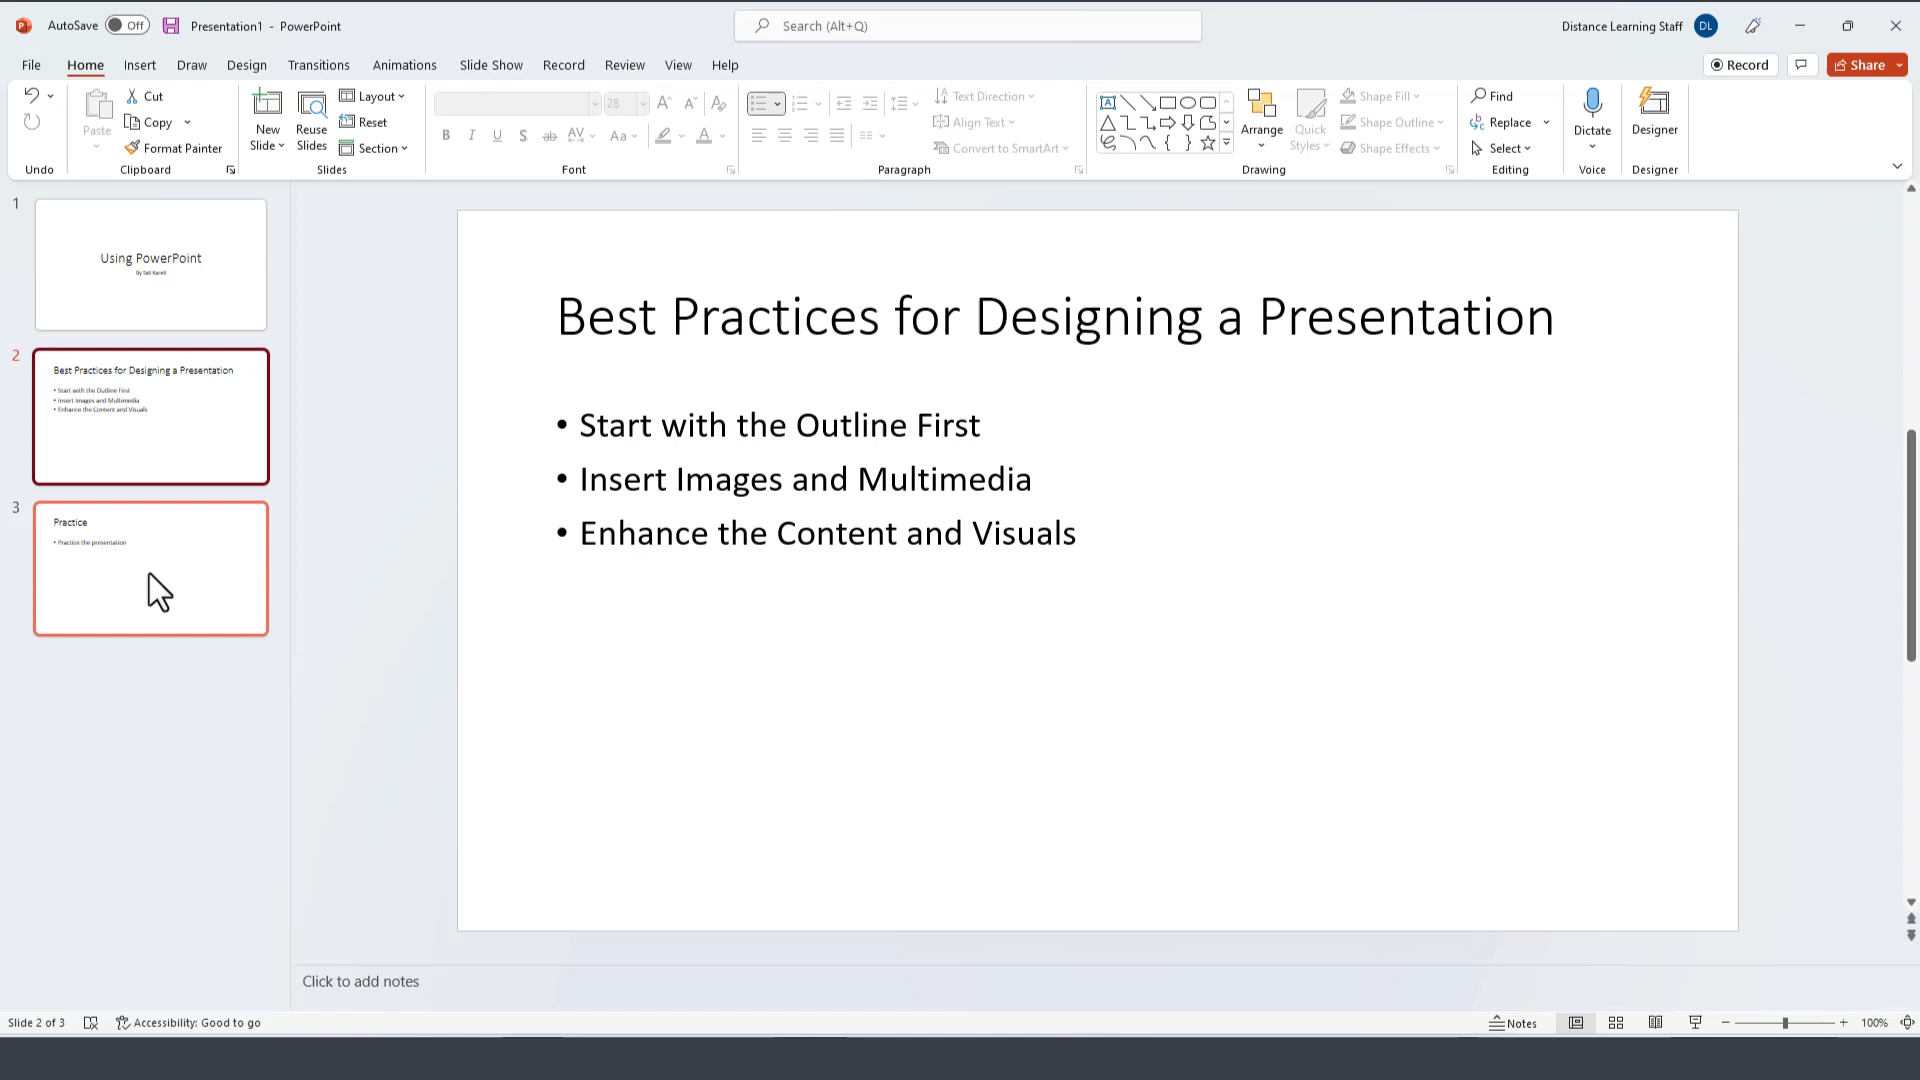 AutoSave Off Presentation1 - PowerPoint Search (Alt+Q) Distance Learning Staff DL
File Home Insert Draw Design Transitions Animations Slide Show Record Review View Help Record Share
Cut Layout 28 Text Direction Shape Fill Find
Paste Copy New Slide Reuse Slides Reset Align Text Arrange Quick Styles Shape Outline Replace Dictate Designer
Format Painter Section B I U S ab AV Aa A Convert to SmartArt Shape Effects Select
Undo Clipboard Slides Font Paragraph Drawing Editing Voice Designer
1
Using PowerPoint
2
Best Practices for Designing a Presentation
• Start with the Outline First
• Insert Images and Multimedia
• Enhance the Content and Visuals
3
Practice
• Practice the presentation
Best Practices for Designing a Presentation
• Start with the Outline First
• Insert Images and Multimedia
• Enhance the Content and Visuals
Click to add notes
Slide 2 of 3 Accessibility: Good to go Notes 100%